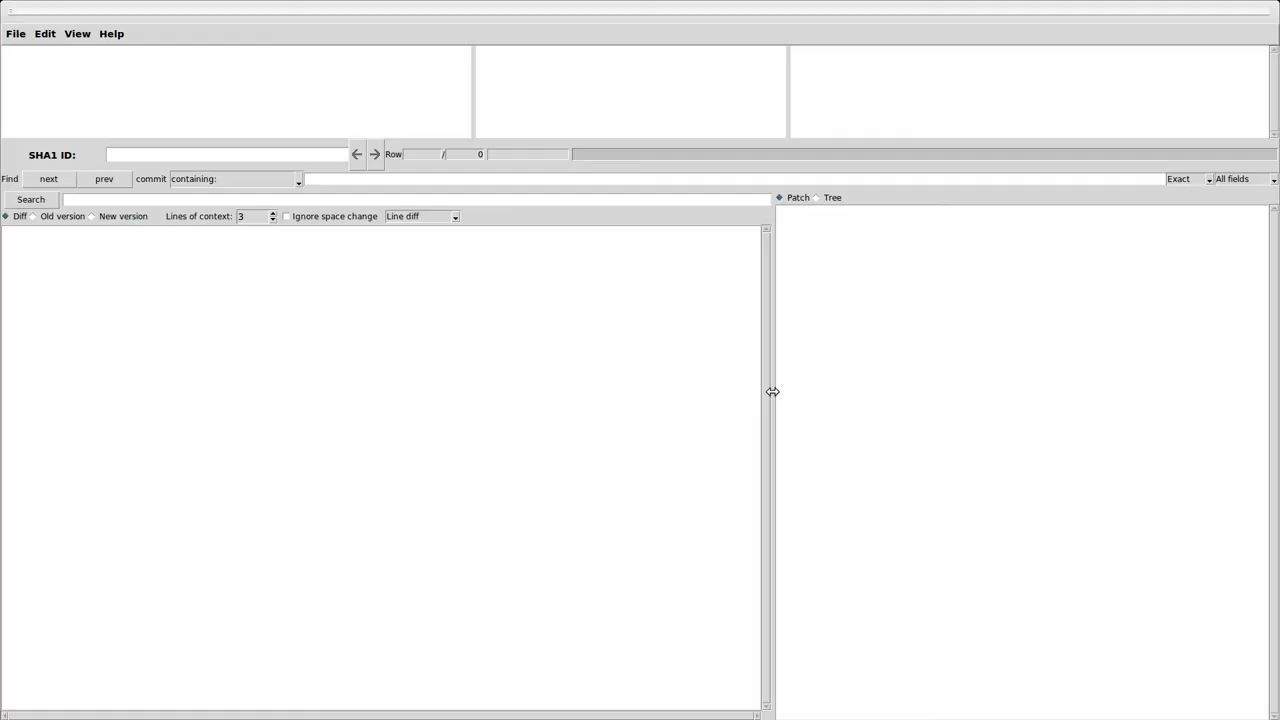 File Edit View Help
SHA1 ID: Row / 0
Find next prev commit containing: Exact All fields
Search Patch Tree
Diff Old version New version Lines of context: 3 Ignore space change Line diff